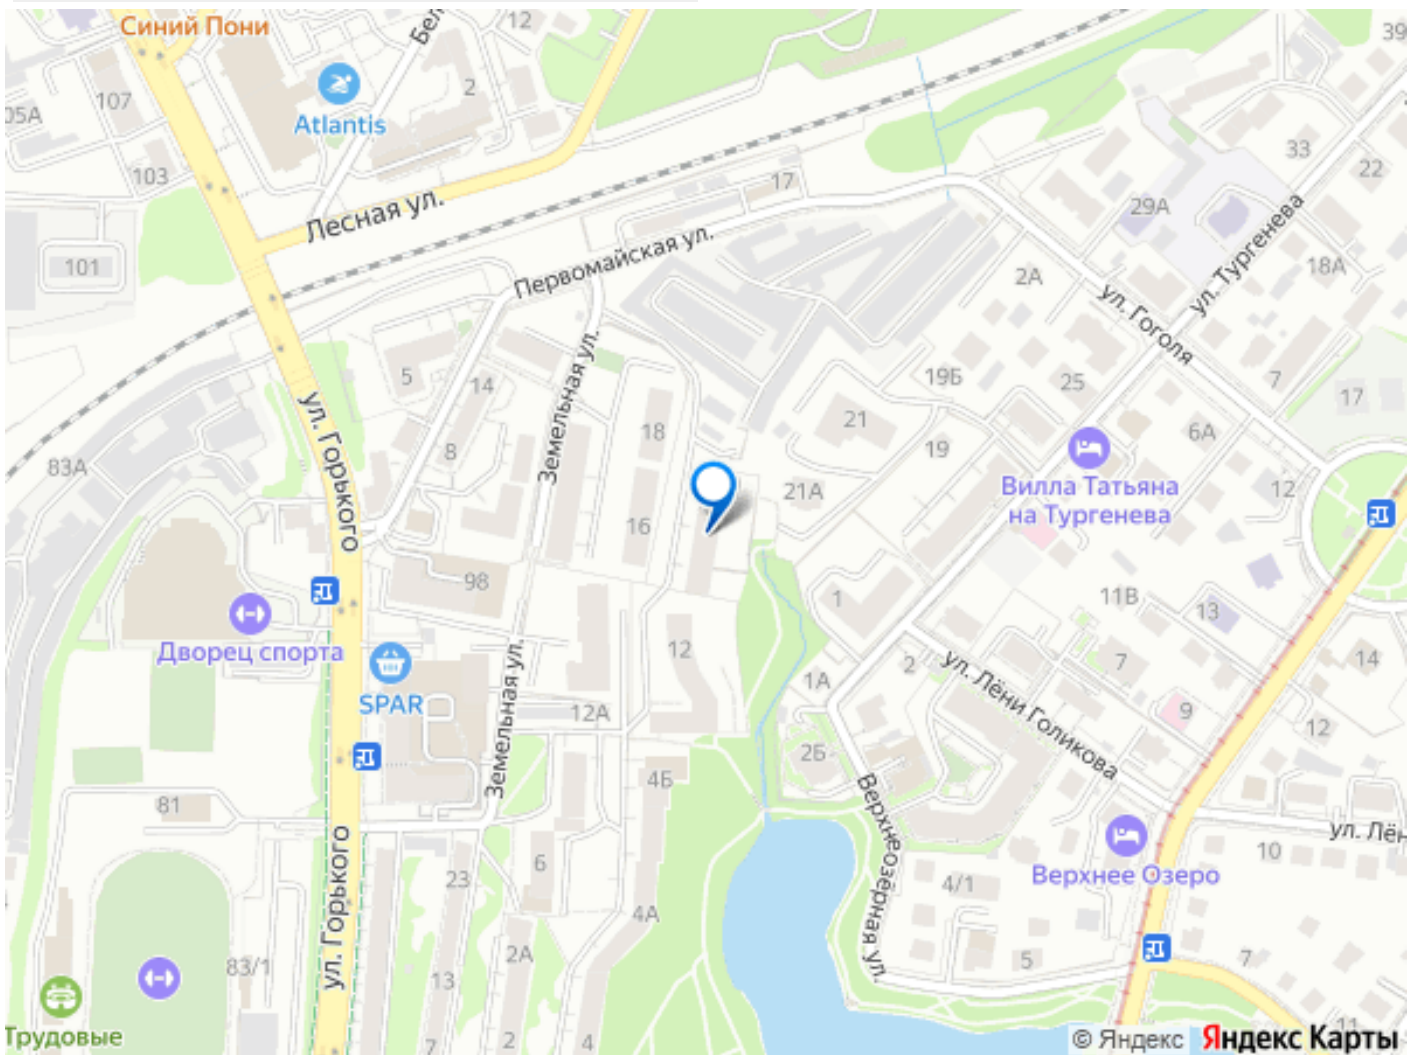 Синий Пони
12
39
Бел
2
107
05А
Atlantis
103
Лесная ул.
101
17
33
22
29А
ул. Тургенева
18А
Первомайская ул.
2А
ул. Гоголя
5
14
Земельная ул.
19Б
25
7
17
ул. Горького
8
18
21
19
6А
83А
Вилла Татьяна
на Тургенева
12
21А
16
98
1
11В
13
Дворец спорта
12
2
7
14
SPAR
Земельная ул.
12А
1А
ул. Лёни Голикова
9
12
2Б
4Б
Верхнеозёрная ул.
81
ул. Горького
6
23
4А
4/1
Верхнее Озеро
10
ул. Лён
83/1
13
2А
5
7
Трудовые
7
2
4
11
© Яндекс Яндекс Карты